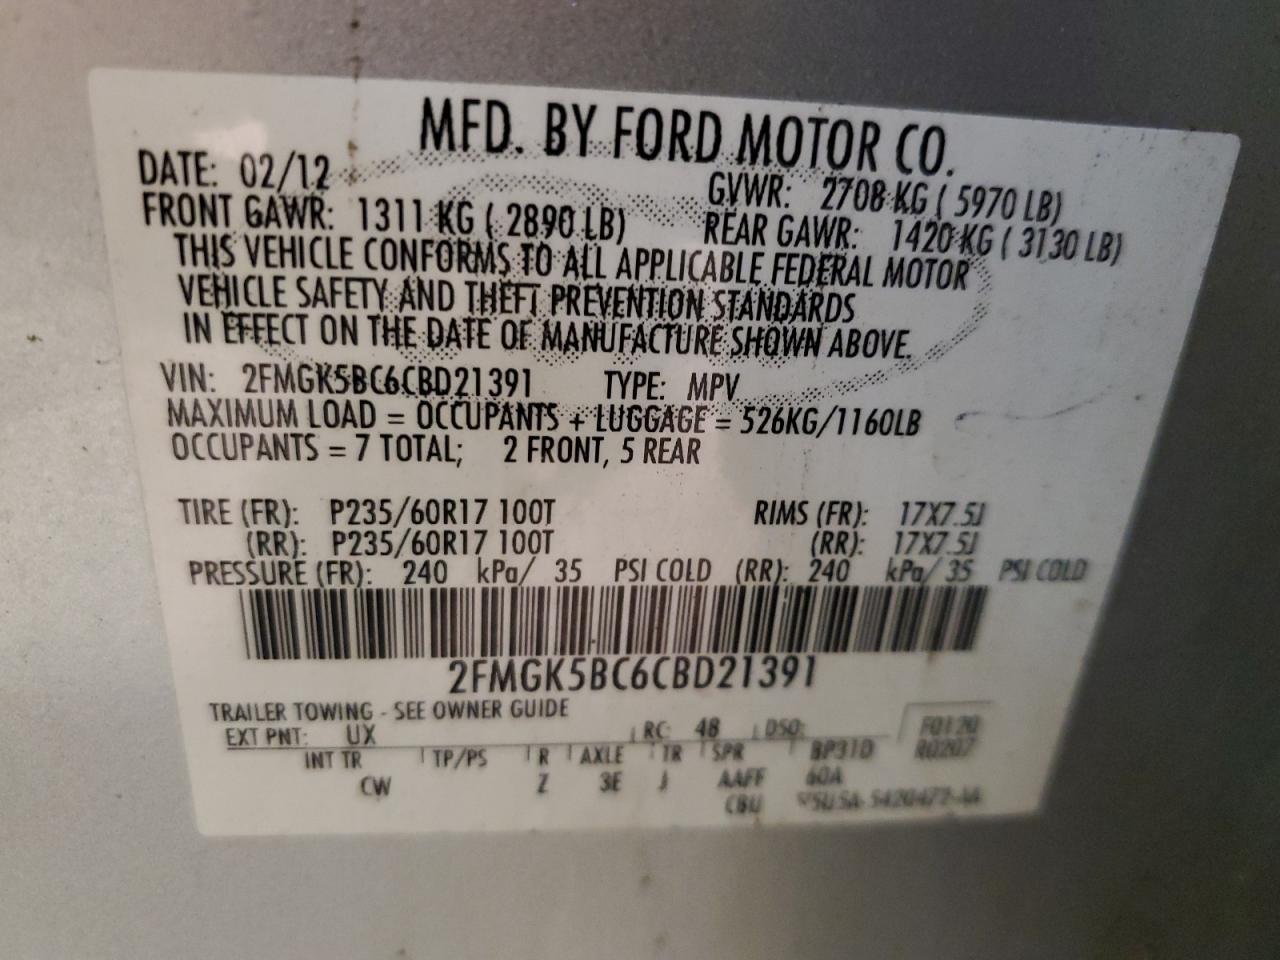 MFD. BY FORD MOTOR CO.
DATE: 02/12 GVWR: 2708 KG ( 5970 LB)
FRONT GAWR: 1311 KG ( 2890 LB) REAR GAWR: 1420 KG ( 3130 LB)
THIS VEHICLE CONFORMS TO ALL APPLICABLE FEDERAL MOTOR
VEHICLE SAFETY AND THEFT PREVENTION STANDARDS
IN EFFECT ON THE DATE OF MANUFACTURE SHOWN ABOVE.
VIN: 2FMGK5BC6CBD21391 TYPE: MPV
MAXIMUM LOAD = OCCUPANTS + LUGGAGE = 526KG/1160LB
OCCUPANTS = 7 TOTAL; 2 FRONT, 5 REAR
TIRE (FR): P235/60R17 100T RIMS (FR): 17X7.5J
(RR): P235/60R17 100T (RR): 17X7.5J
PRESSURE (FR): 240 kPa/ 35 PSI COLD (RR): 240 kPa/ 35 PSI COLD
2FMGK5BC6CBD21391
TRAILER TOWING - SEE OWNER GUIDE
EXT PNT: UX RC: 48 DSO: F0120
INT TR TP/PS R AXLE TR SPR BP31D R0207
CW Z 3E J AAFF 60A
CBU